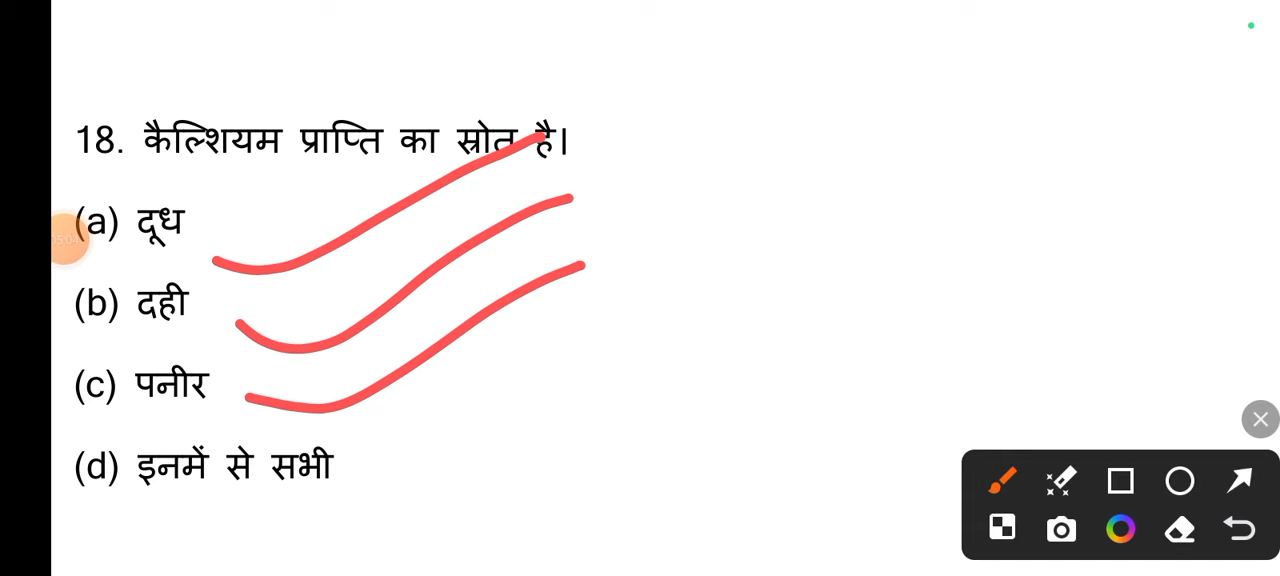 18. कैल्शियम प्राप्ति का स्रोत है।
(a) दूध
(b) दही
(c) पनीर
(d) इनमें से सभी